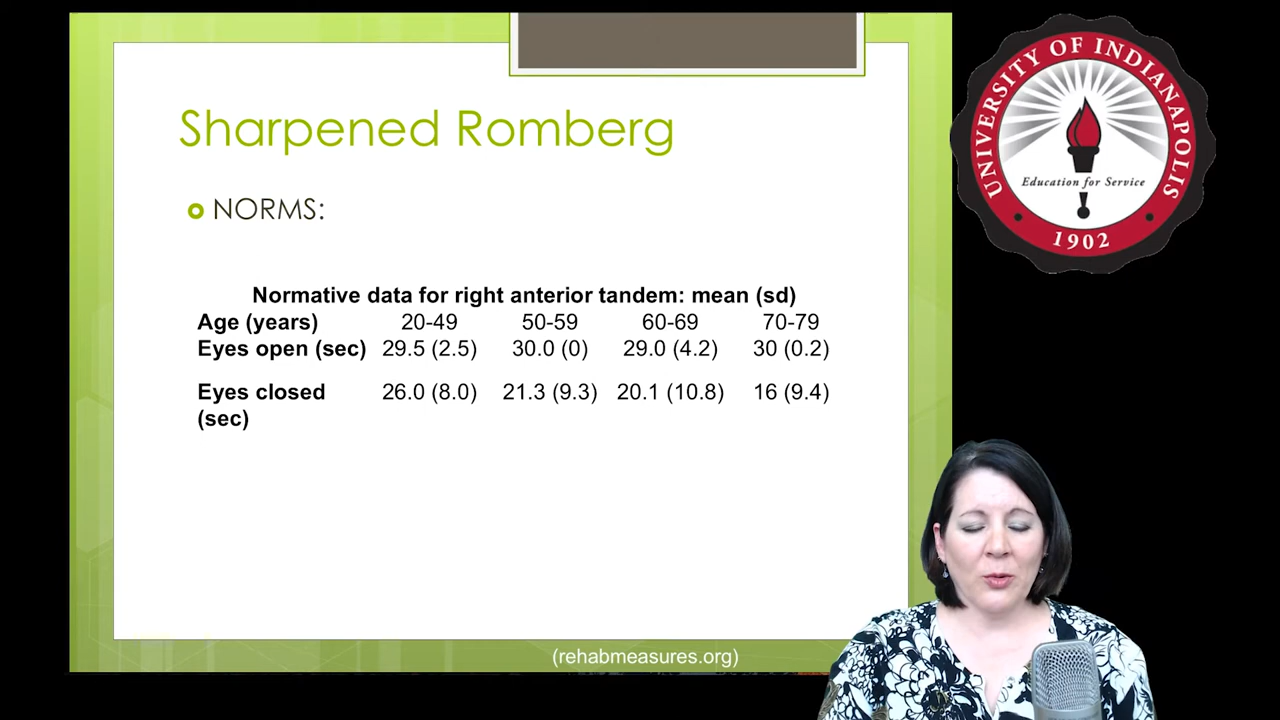 Sharpened Romberg
NORMS:
Normative data for right anterior tandem: mean (sd)
Age (years) 20-49 50-59 60-69 70-79
Eyes open (sec) 29.5 (2.5) 30.0 (0) 29.0 (4.2) 30 (0.2)
Eyes closed 26.0 (8.0) 21.3 (9.3) 20.1 (10.8) 16 (9.4)
(sec)
(rehabmeasures.org)
UNIVERSITY OF INDIANAPOLIS
Education for Service
1902